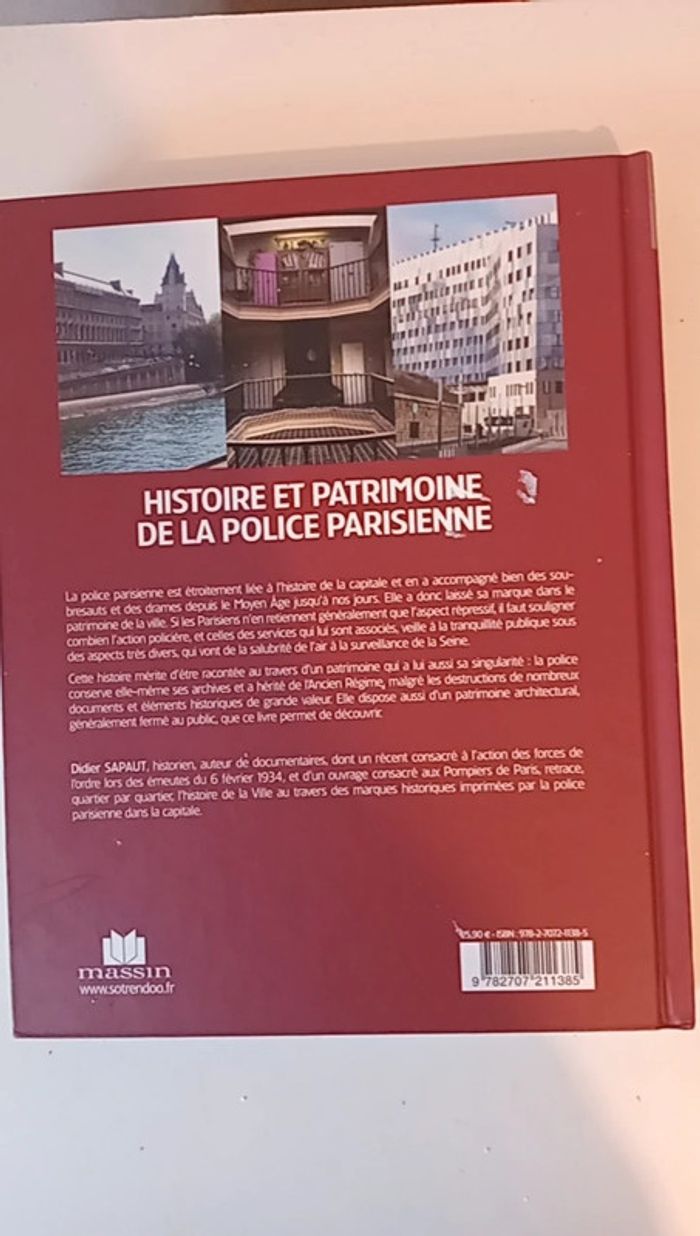 HISTOIRE ET PATRIMOINE
DE LA POLICE PARISIENNE
La police parisienne est étroitement liée à l'histoire de la capitale et en a accompagné bien des sou-
bresauts et des drames depuis le Moyen Âge jusqu'à nos jours. Elle a donc laissé sa marque dans le
patrimoine de la ville. Si les Parisiens n'en retiennent généralement que l'aspect répressif, il faut souligner
combien l'action policière, et celles des services qui lui sont associés, veille à la tranquillité publique sous
des aspects très divers, qui vont de la salubrité de l'air à la surveillance de la Seine.
Cette histoire mérite d'être racontée au travers d'un patrimoine qui a lui aussi sa singularité : la police
conserve elle-même ses archives et a hérité de l'Ancien Régime, malgré les destructions de nombreux
documents et éléments historiques de grande valeur. Elle dispose aussi d'un patrimoine architectural,
généralement fermé au public, que ce livre permet de découvrir.
Didier SAPAUT, historien, auteur de documentaires, dont un récent consacré à l'action des forces de
l'ordre lors des émeutes du 6 février 1934, et d'un ouvrage consacré aux Pompiers de Paris, retrace,
quartier par quartier, l'histoire de la Ville au travers des marques historiques imprimées par la police
parisienne dans la capitale.
massin
www.sotrendoo.fr
5,90 € - ISBN : 978-2-7072-1138-5
9 782707 211385